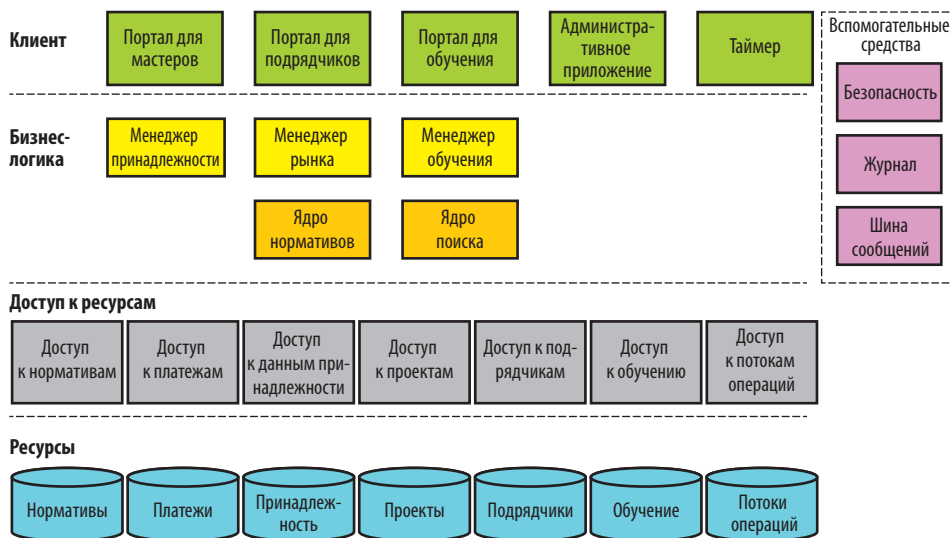 Клиент
Портал для
мастеров
Портал для
подрядчиков
Портал для
обучения
Администра-
тивное
приложение
Таймер
Вспомогательные
средства
Безопасность
Журнал
Шина
сообщений
Бизнес-
логика
Менеджер
принадлежности
Менеджер
рынка
Менеджер
обучения
Ядро
нормативов
Ядро
поиска
Доступ к ресурсам
Доступ
к нормативам
Доступ
к платежам
Доступ
к данным при-
надлежности
Доступ
к проектам
Доступ к под-
рядчикам
Доступ
к обучению
Доступ
к потокам
операций
Ресурсы
Нормативы
Платежи
Принадлеж-
ность
Проекты
Подрядчики
Обучение
Потоки
операций